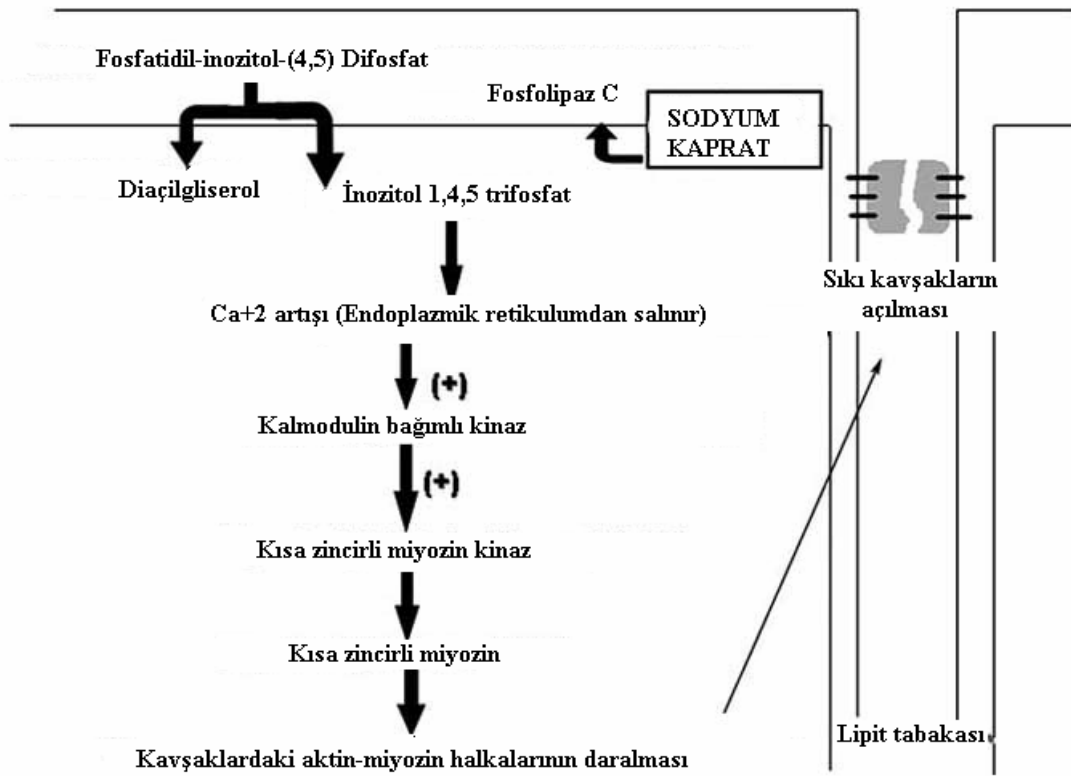 Fosfatidil-inozitol-(4,5) Difosfat
Fosfolipaz C
SODYUM
KAPRAT
Diaçilgliserol
İnozitol 1,4,5 trifosfat
Sıkı kavşakların
açılması
Ca+2 artışı (Endoplazmik retikulumdan salınır)
(+)
Kalmodulin bağımlı kinaz
(+)
Kısa zincirli miyozin kinaz
Kısa zincirli miyozin
Lipit tabakası
Kavşaklardaki aktin-miyozin halkalarının daralması